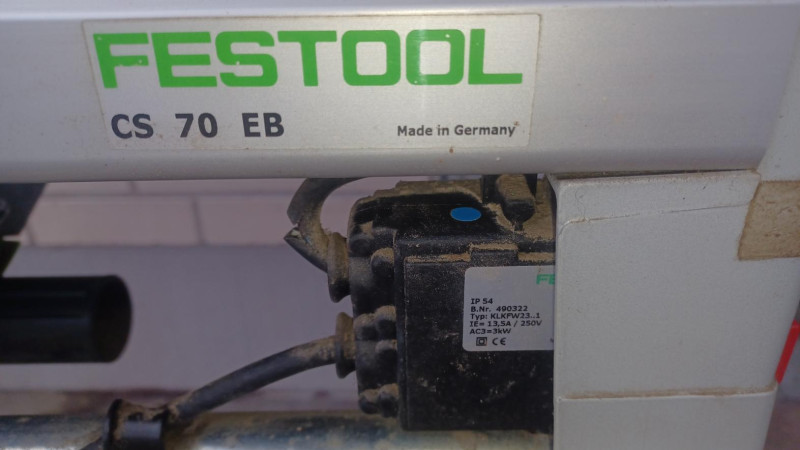 FESTOOL
CS 70 EB
Made in Germany
IP 54
B.Nr. 490322
Typ: KLKFW23..1
IE= 13,5A / 250V
AC3=3kW
CE